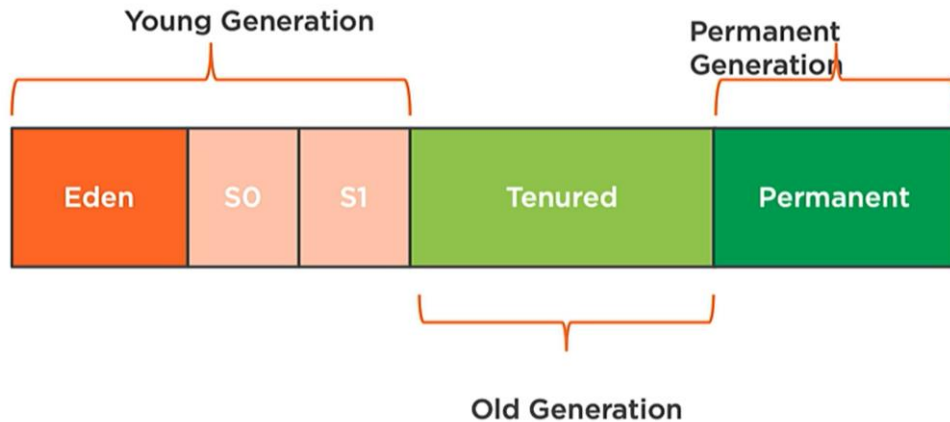 Young Generation
Permanent
Generation
Eden
S0
S1
Tenured
Permanent
Old Generation